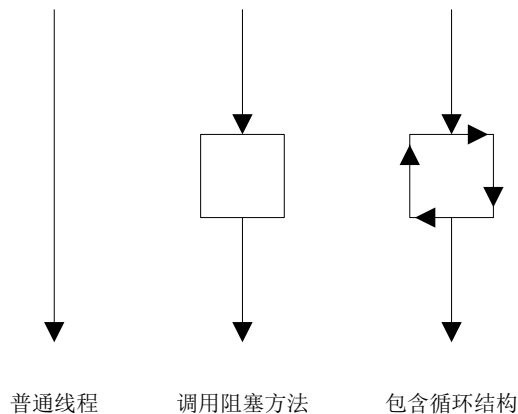 普通线程
调用阻塞方法
包含循环结构